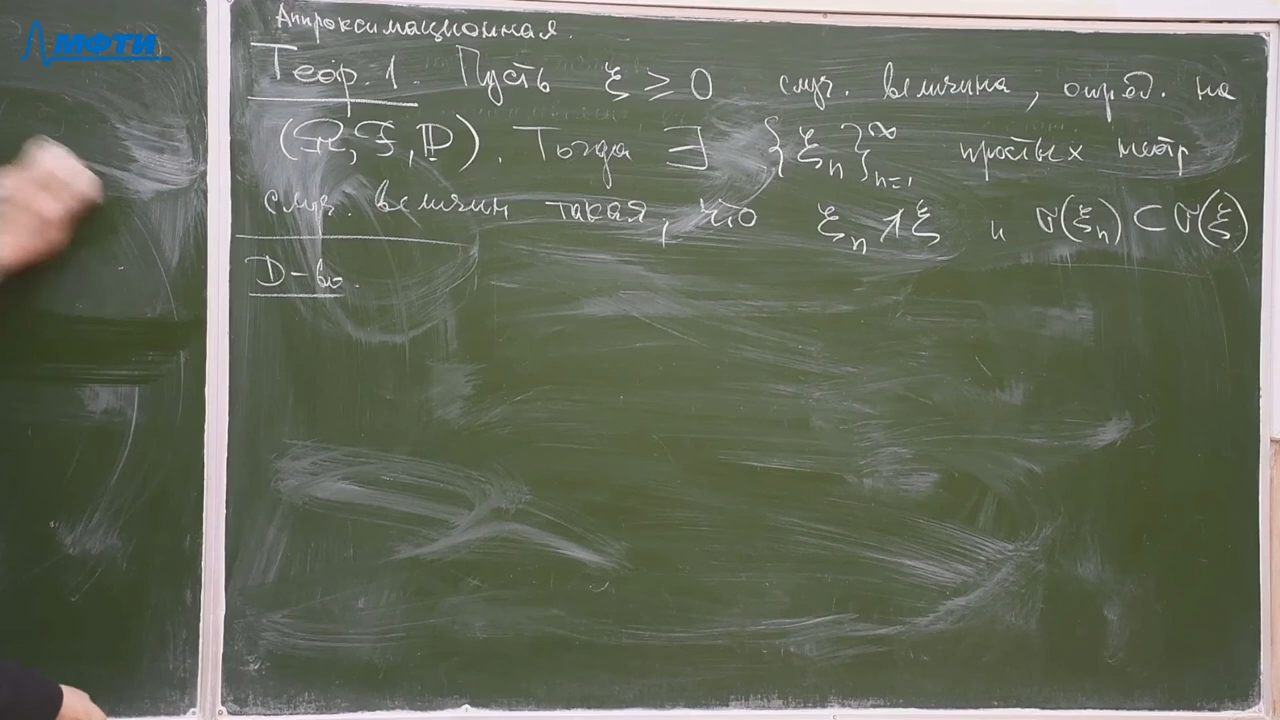 МФТИ
Аппроксимационная.
Теор. 1. Пусть ξ ≥ 0 случ. величина, опред. на
(Ω, F, P). Тогда ∃ {ξₙ}ₙ₌₁^∞ простых неотр
случ. величин такая, что ξₙ ↗ ξ и σ(ξₙ) ⊂ σ(ξ)
D-во.